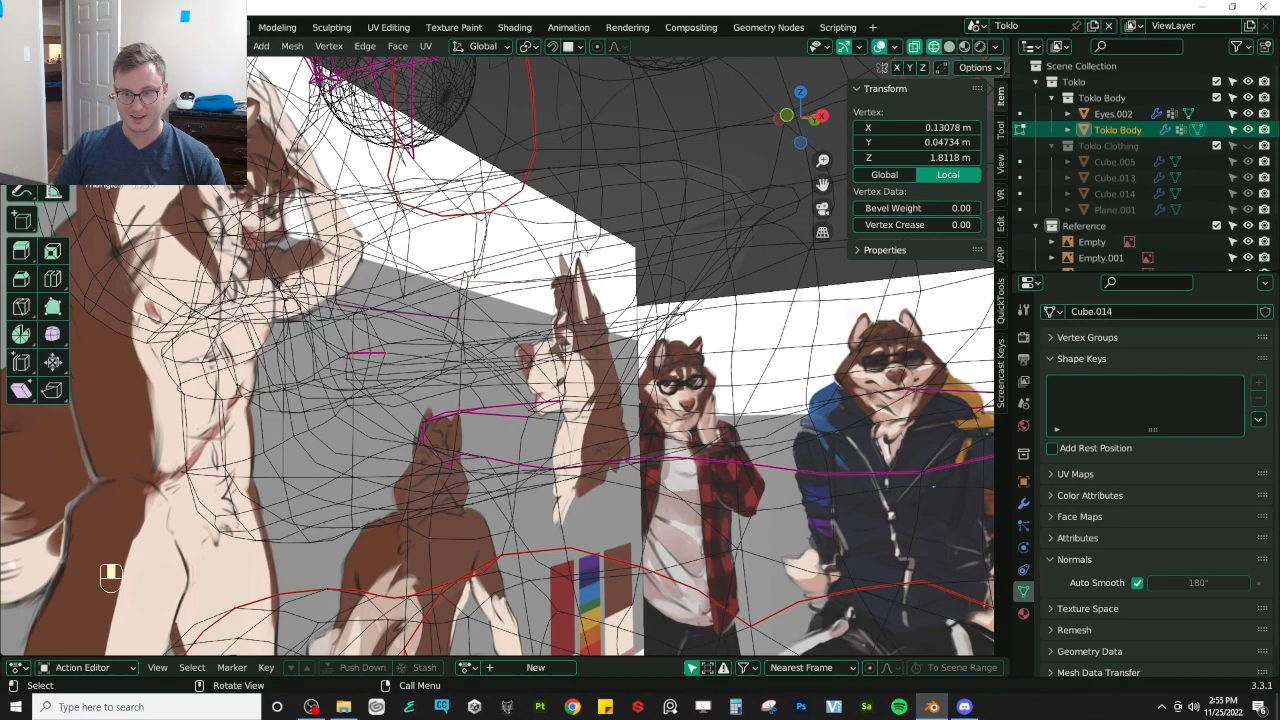 Modeling Sculpting UV Editing Texture Paint Shading Animation Rendering Compositing Geometry Nodes Scripting +
Toklo
ViewLayer
Add Mesh Vertex Edge Face UV
Global
X Y Z
Options
Transform
Vertex:
X 0.13078 m
Y 0.04734 m
Z 1.8118 m
Global Local
Vertex Data:
Bevel Weight 0.00
Vertex Crease 0.00
Properties
Item
Tool
View
VR
Edit
ARP
QuickTools
Screencast Keys
Z
X
Scene Collection
Toklo
Toklo Body
Eyes.002
Toklo Body
Toklo Clothing
Cube.005
Cube.013
Cube.014
Plane.001
Reference
Empty
Empty.001
Cube.014
Vertex Groups
Shape Keys
Add Rest Position
UV Maps
Color Attributes
Face Maps
Attributes
Normals
Auto Smooth 180°
Texture Space
Remesh
Geometry Data
Mesh Data Transfer
Action Editor View Select Marker Key Push Down Stash + New Nearest Frame To Scene Range
Select Rotate View Call Menu 3.3.1
Type here to search
2:55 PM
11/25/2022